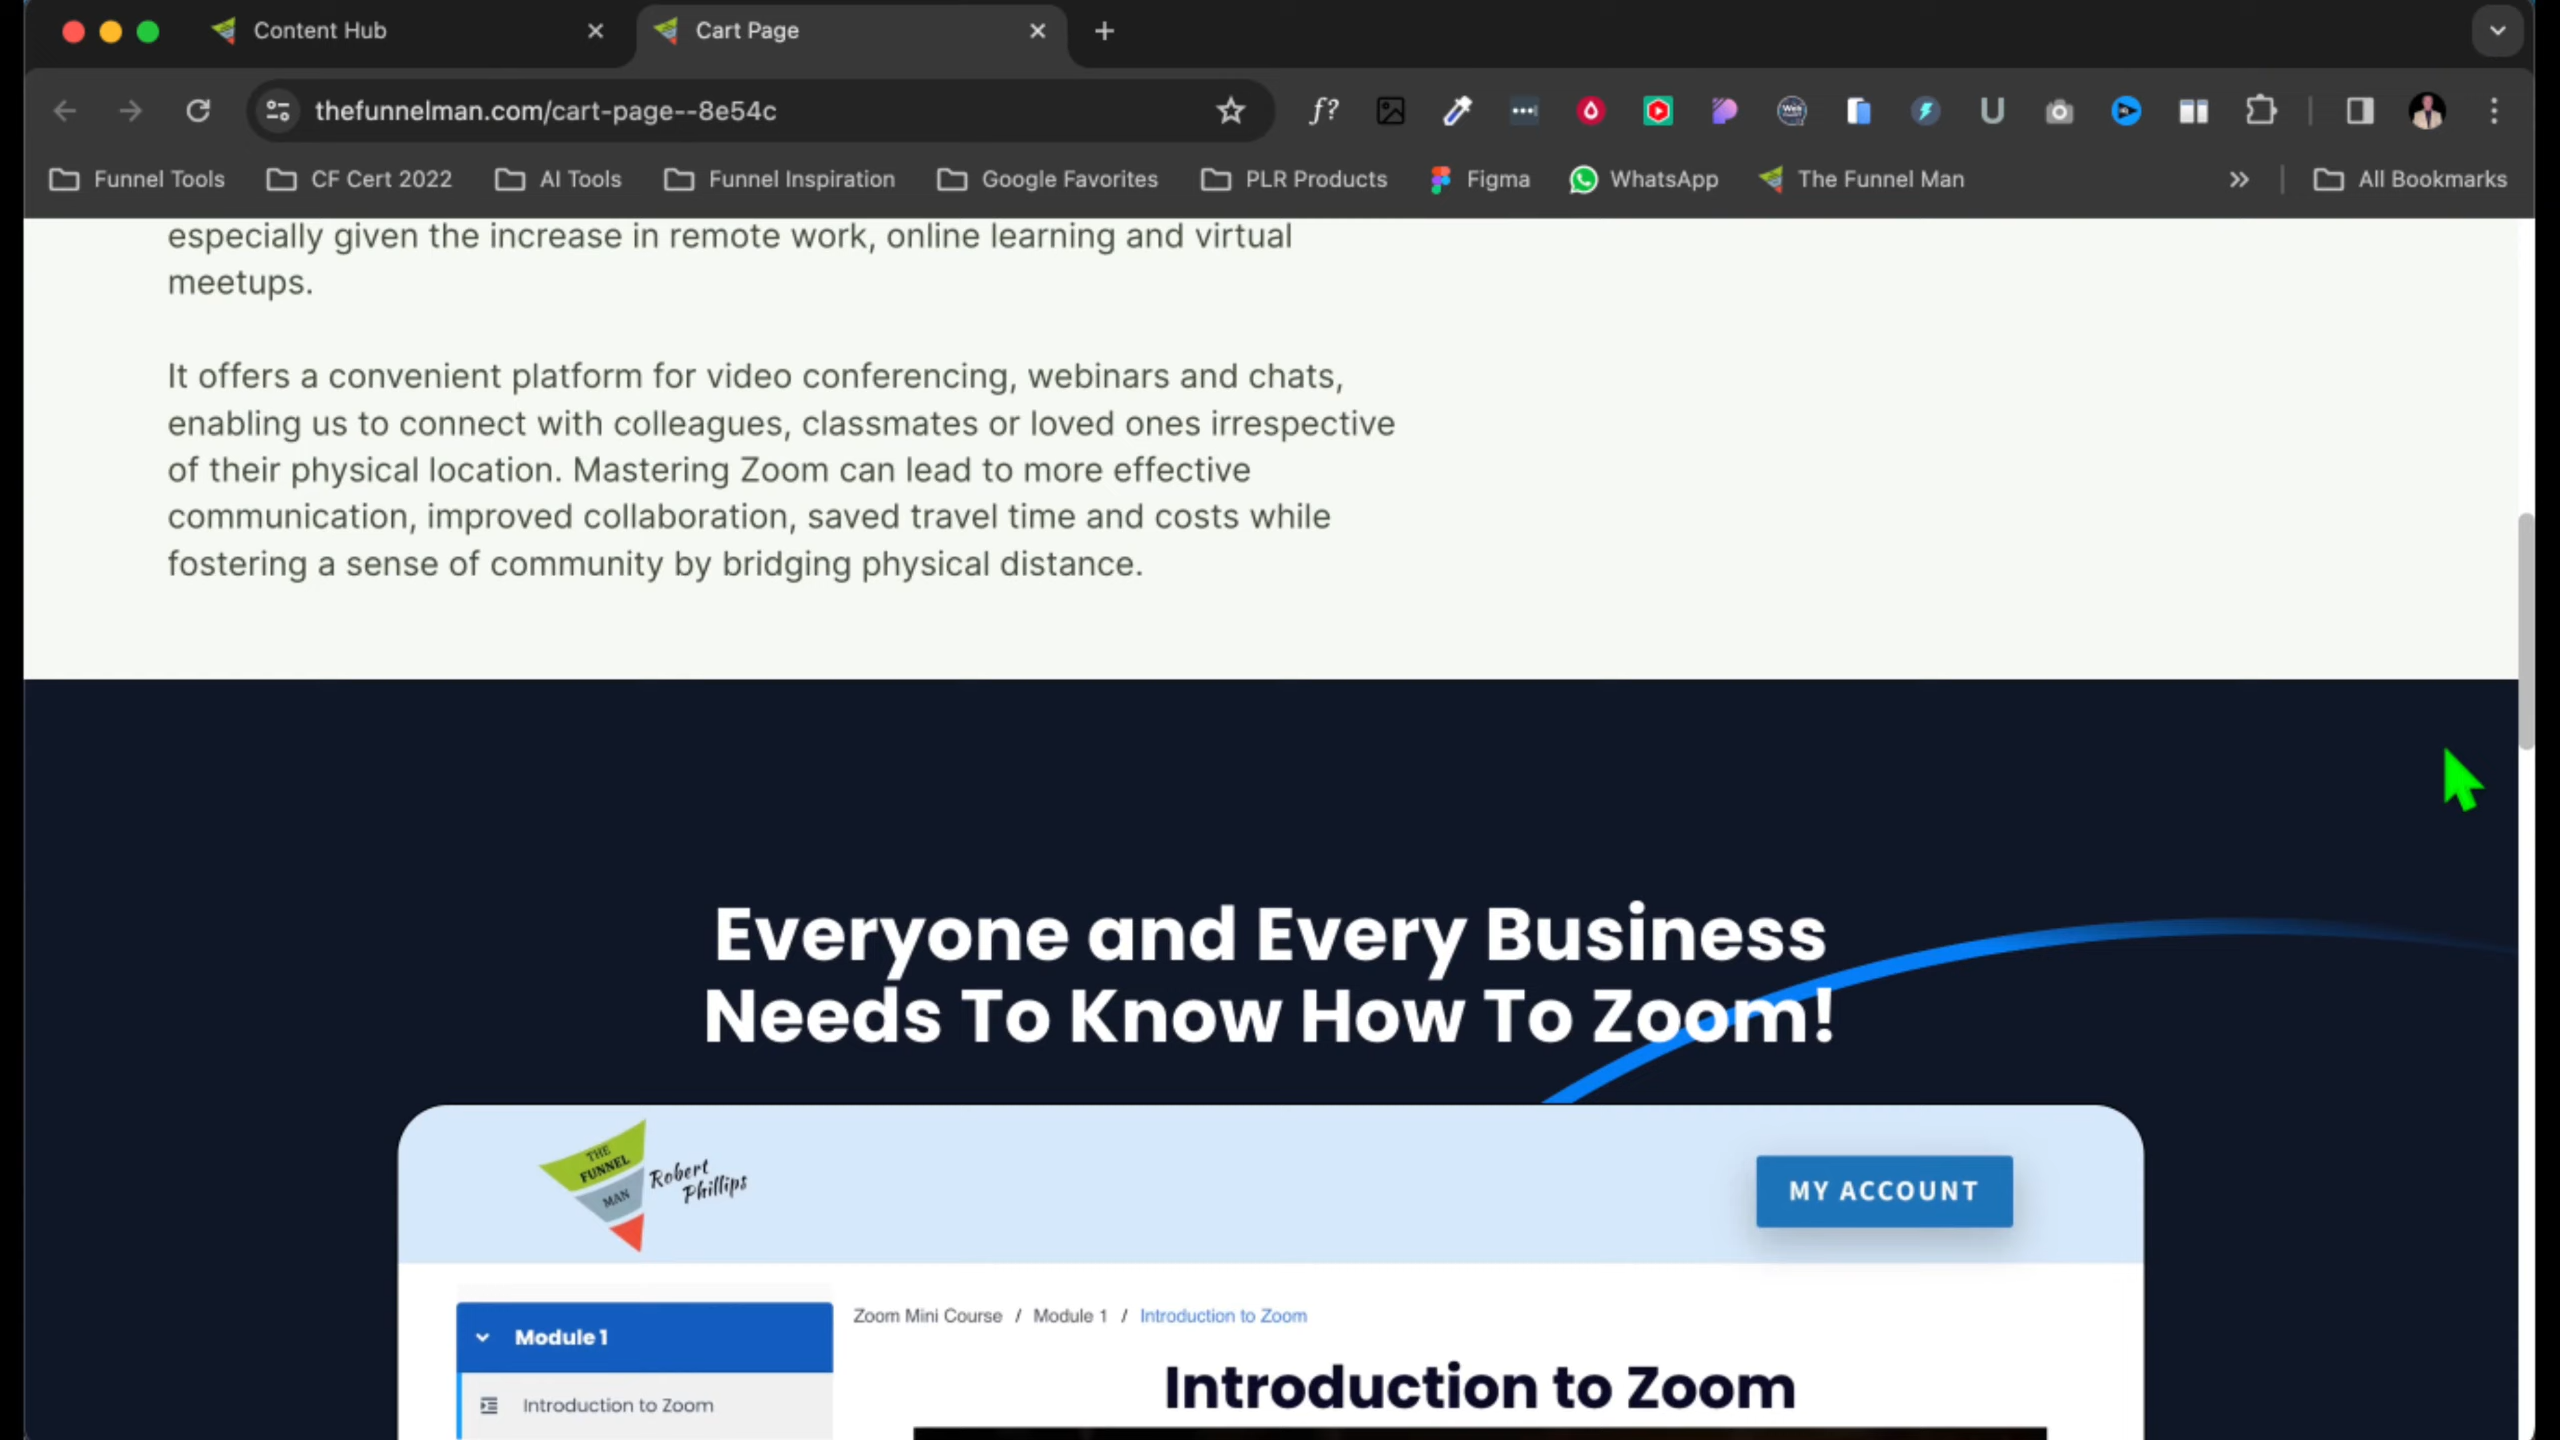 Content Hub
Cart Page
thefunnelman.com/cart-page--8e54c
f?
U
Funnel Tools
CF Cert 2022
AI Tools
Funnel Inspiration
Google Favorites
PLR Products
Figma
WhatsApp
The Funnel Man
All Bookmarks
especially given the increase in remote work, online learning and virtual
meetups.
It offers a convenient platform for video conferencing, webinars and chats,
enabling us to connect with colleagues, classmates or loved ones irrespective
of their physical location. Mastering Zoom can lead to more effective
communication, improved collaboration, saved travel time and costs while
fostering a sense of community by bridging physical distance.
Everyone and Every Business
Needs To Know How To Zoom!
THE
FUNNEL
MAN
Robert
Phillips
MY ACCOUNT
Module 1
Zoom Mini Course / Module 1 / Introduction to Zoom
Introduction to Zoom
Introduction to Zoom